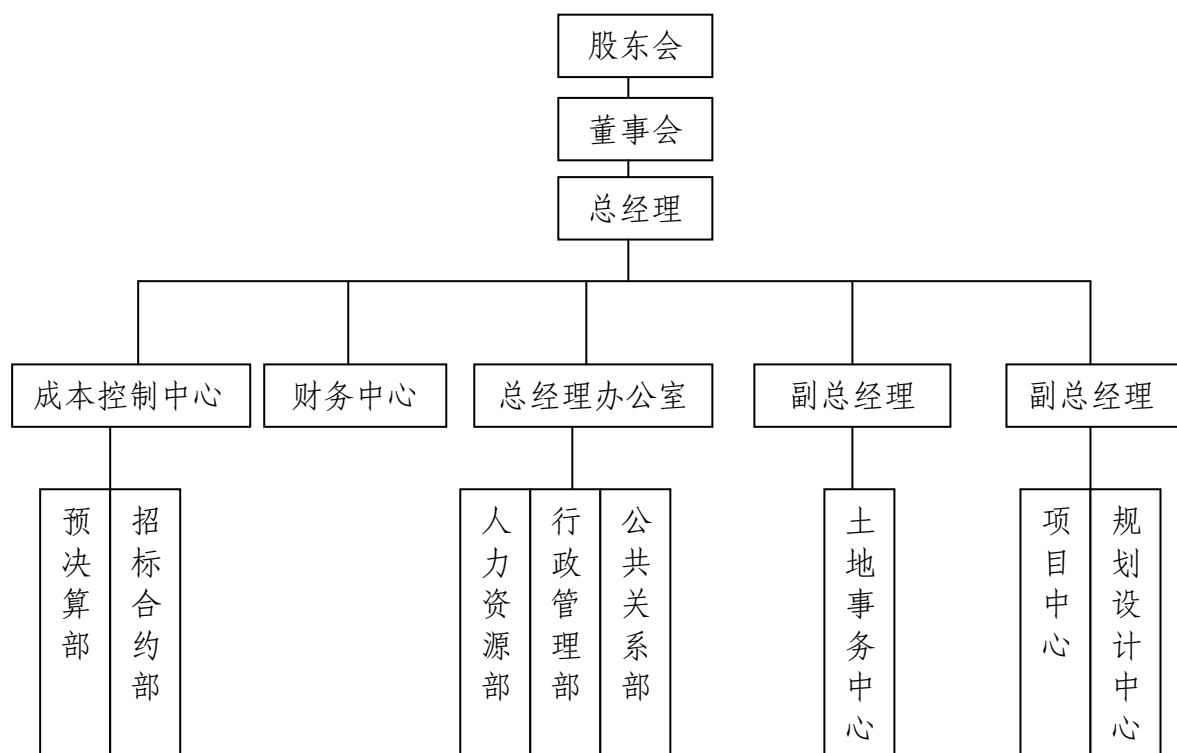 股东会
董事会
总经理
成本控制中心
财务中心
总经理办公室
副总经理
副总经理
预决算部
招标合约部
人力资源部
行政管理部
公共关系部
土地事务中心
项目中心
规划设计中心